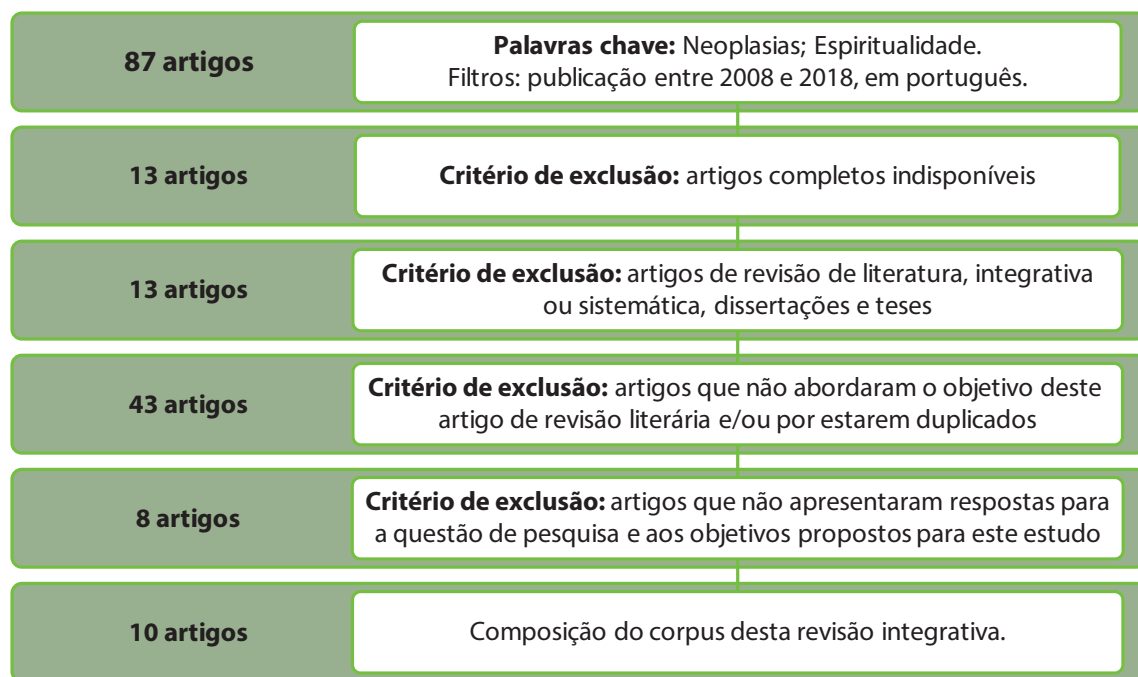 87 artigos
Palavras chave: Neoplasias; Espiritualidade.
Filtros: publicação entre 2008 e 2018, em português.
13 artigos
Critério de exclusão: artigos completos indisponíveis
13 artigos
Critério de exclusão: artigos de revisão de literatura, integrativa
ou sistemática, dissertações e teses
43 artigos
Critério de exclusão: artigos que não abordaram o objetivo deste
artigo de revisão literária e/ou por estarem duplicados
8 artigos
Critério de exclusão: artigos que não apresentaram respostas para
a questão de pesquisa e aos objetivos propostos para este estudo
10 artigos
Composição do corpus desta revisão integrativa.